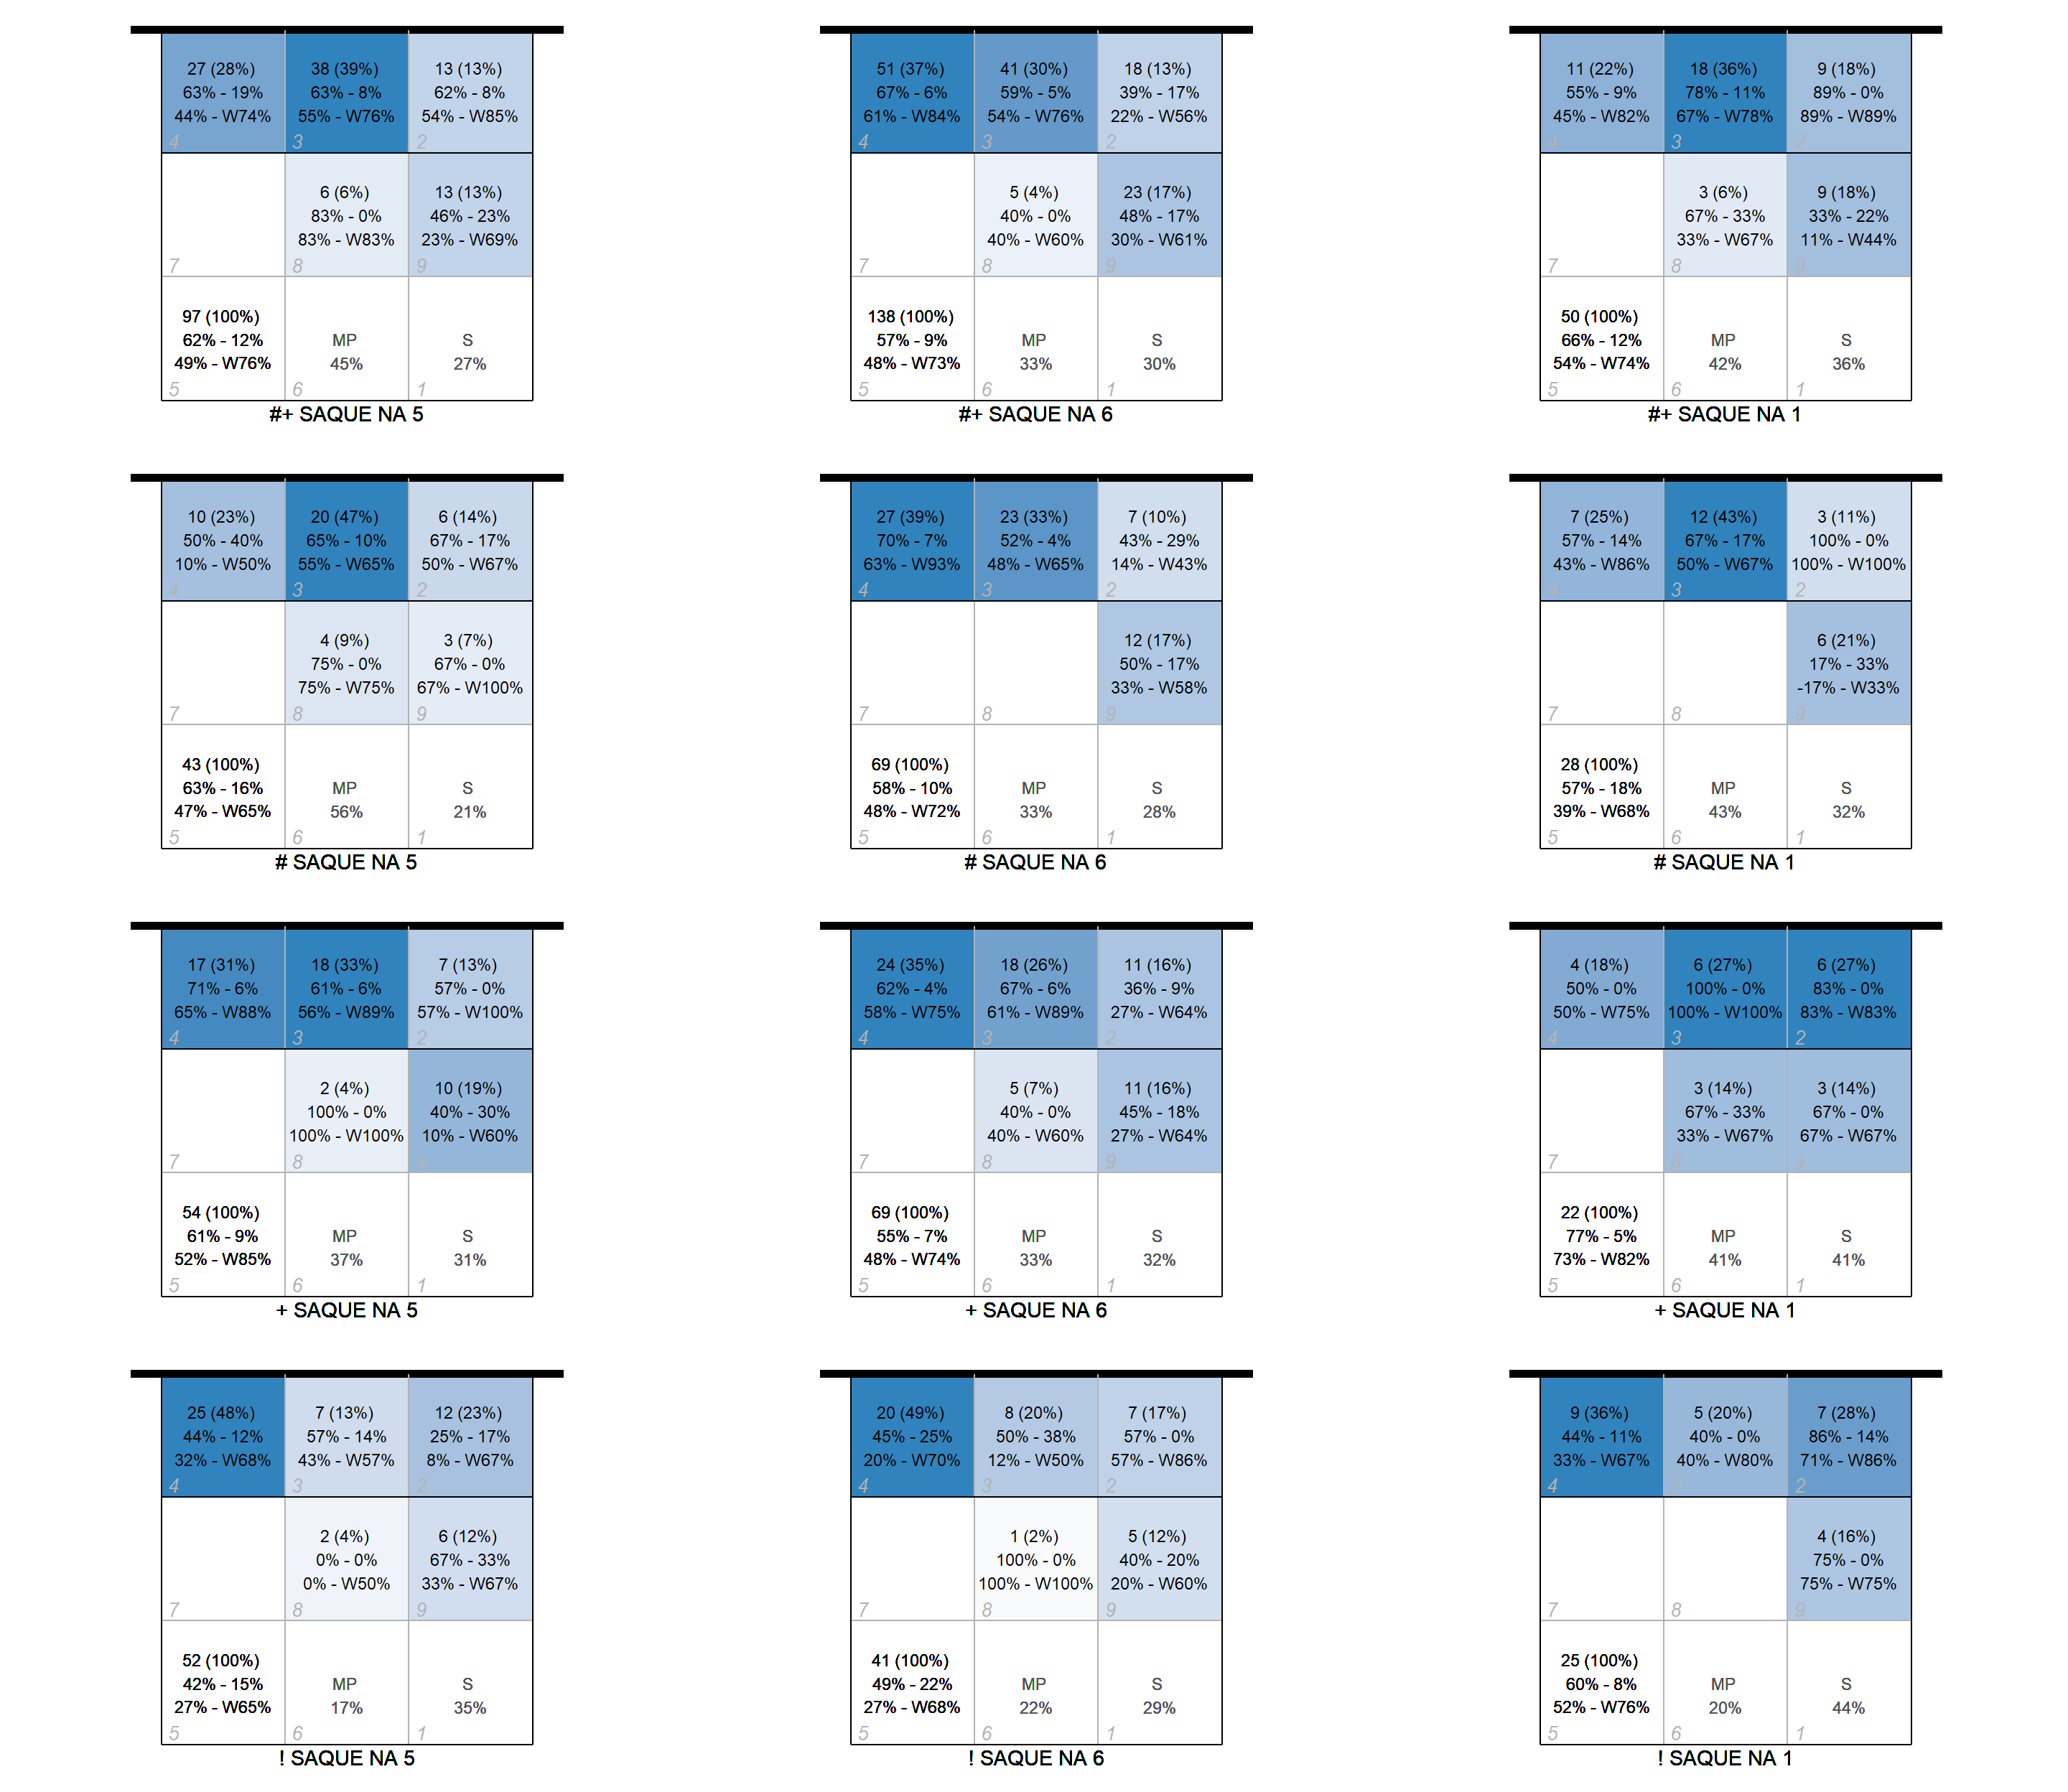 27 (28%)
63% - 19%
44% - W74%
4
38 (39%)
63% - 8%
55% - W76%
3
13 (13%)
62% - 8%
54% - W85%
2
7
6 (6%)
83% - 0%
83% - W83%
8
13 (13%)
46% - 23%
23% - W69%
9
97 (100%)
62% - 12%
49% - W76%
5
MP
45%
6
S
27%
1
#+ SAQUE NA 5
51 (37%)
67% - 6%
61% - W84%
4
41 (30%)
59% - 5%
54% - W76%
3
18 (13%)
39% - 17%
22% - W56%
2
7
5 (4%)
40% - 0%
40% - W60%
8
23 (17%)
48% - 17%
30% - W61%
9
138 (100%)
57% - 9%
48% - W73%
5
MP
33%
6
S
30%
1
#+ SAQUE NA 6
11 (22%)
55% - 9%
45% - W82%
4
18 (36%)
78% - 11%
67% - W78%
3
9 (18%)
89% - 0%
89% - W89%
2
7
3 (6%)
67% - 33%
33% - W67%
8
9 (18%)
33% - 22%
11% - W44%
9
50 (100%)
66% - 12%
54% - W74%
5
MP
42%
6
S
36%
1
#+ SAQUE NA 1
10 (23%)
50% - 40%
10% - W50%
4
20 (47%)
65% - 10%
55% - W65%
3
6 (14%)
67% - 17%
50% - W67%
2
7
4 (9%)
75% - 0%
75% - W75%
8
3 (7%)
67% - 0%
67% - W100%
9
43 (100%)
63% - 16%
47% - W65%
5
MP
56%
6
S
21%
1
# SAQUE NA 5
27 (39%)
70% - 7%
63% - W93%
4
23 (33%)
52% - 4%
48% - W65%
3
7 (10%)
43% - 29%
14% - W43%
2
7
8
12 (17%)
50% - 17%
33% - W58%
9
69 (100%)
58% - 10%
48% - W72%
5
MP
33%
6
S
28%
1
# SAQUE NA 6
7 (25%)
57% - 14%
43% - W86%
4
12 (43%)
67% - 17%
50% - W67%
3
3 (11%)
100% - 0%
100% - W100%
2
7
8
6 (21%)
17% - 33%
-17% - W33%
9
28 (100%)
57% - 18%
39% - W68%
5
MP
43%
6
S
32%
1
# SAQUE NA 1
17 (31%)
71% - 6%
65% - W88%
4
18 (33%)
61% - 6%
56% - W89%
3
7 (13%)
57% - 0%
57% - W100%
2
7
2 (4%)
100% - 0%
100% - W100%
8
10 (19%)
40% - 30%
10% - W60%
9
54 (100%)
61% - 9%
52% - W85%
5
MP
37%
6
S
31%
1
+ SAQUE NA 5
24 (35%)
62% - 4%
58% - W75%
4
18 (26%)
67% - 6%
61% - W89%
3
11 (16%)
36% - 9%
27% - W64%
2
7
5 (7%)
40% - 0%
40% - W60%
8
11 (16%)
45% - 18%
27% - W64%
9
69 (100%)
55% - 7%
48% - W74%
5
MP
33%
6
S
32%
1
+ SAQUE NA 6
4 (18%)
50% - 0%
50% - W75%
4
6 (27%)
100% - 0%
100% - W100%
3
6 (27%)
83% - 0%
83% - W83%
2
7
3 (14%)
67% - 33%
33% - W67%
8
3 (14%)
67% - 0%
67% - W67%
9
22 (100%)
77% - 5%
73% - W82%
5
MP
41%
6
S
41%
1
+ SAQUE NA 1
25 (48%)
44% - 12%
32% - W68%
4
7 (13%)
57% - 14%
43% - W57%
3
12 (23%)
25% - 17%
8% - W67%
2
7
2 (4%)
0% - 0%
0% - W50%
8
6 (12%)
67% - 33%
33% - W67%
9
52 (100%)
42% - 15%
27% - W65%
5
MP
17%
6
S
35%
1
! SAQUE NA 5
20 (49%)
45% - 25%
20% - W70%
4
8 (20%)
50% - 38%
12% - W50%
3
7 (17%)
57% - 0%
57% - W86%
2
7
1 (2%)
100% - 0%
100% - W100%
8
5 (12%)
40% - 20%
20% - W60%
9
41 (100%)
49% - 22%
27% - W68%
5
MP
22%
6
S
29%
1
! SAQUE NA 6
9 (36%)
44% - 11%
33% - W67%
4
5 (20%)
40% - 0%
40% - W80%
7 (28%)
86% - 14%
71% - W86%
2
7
8
4 (16%)
75% - 0%
75% - W75%
9
25 (100%)
60% - 8%
52% - W76%
5
MP
20%
6
S
44%
1
! SAQUE NA 1